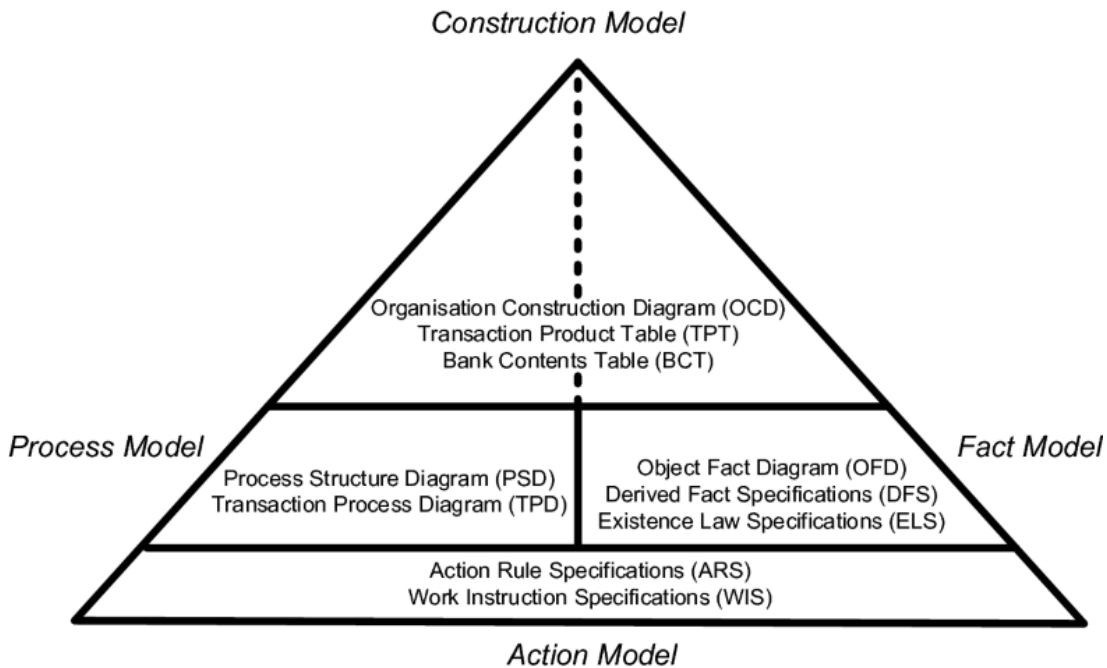 Construction Model
Organisation Construction Diagram (OCD)
Transaction Product Table (TPT)
Bank Contents Table (BCT)
Process Model
Process Structure Diagram (PSD)
Transaction Process Diagram (TPD)
Fact Model
Object Fact Diagram (OFD)
Derived Fact Specifications (DFS)
Existence Law Specifications (ELS)
Action Rule Specifications (ARS)
Work Instruction Specifications (WIS)
Action Model